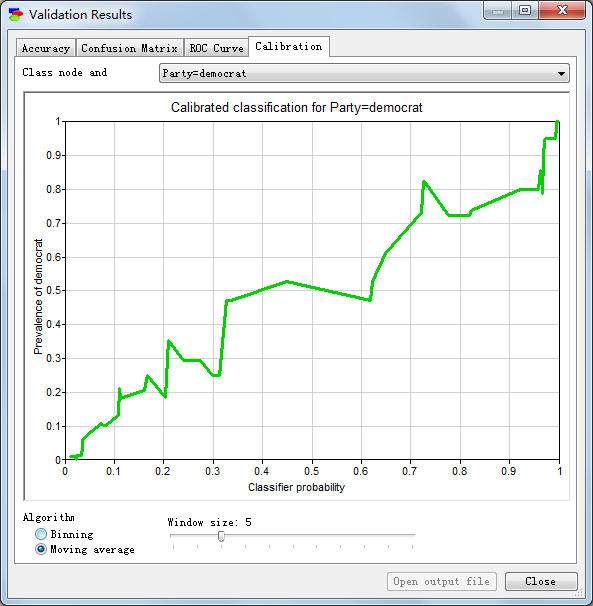 Validation Results
Accuracy Confusion Matrix ROC Curve Calibration
Class node and Party=democrat
Calibrated classification for Party=democrat
1
0.9
0.8
0.7
0.6
0.5
0.4
0.3
0.2
0.1
0
Prevalence of democrat
0 0.1 0.2 0.3 0.4 0.5 0.6 0.7 0.8 0.9 1
Classifier probability
Algorithm
Window size: 5
Binning
Moving average
Open output file Close